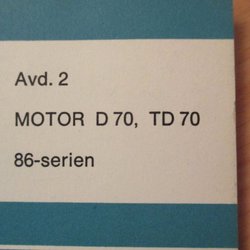 Avd. 2
MOTOR D 70, TD 70
86-serien